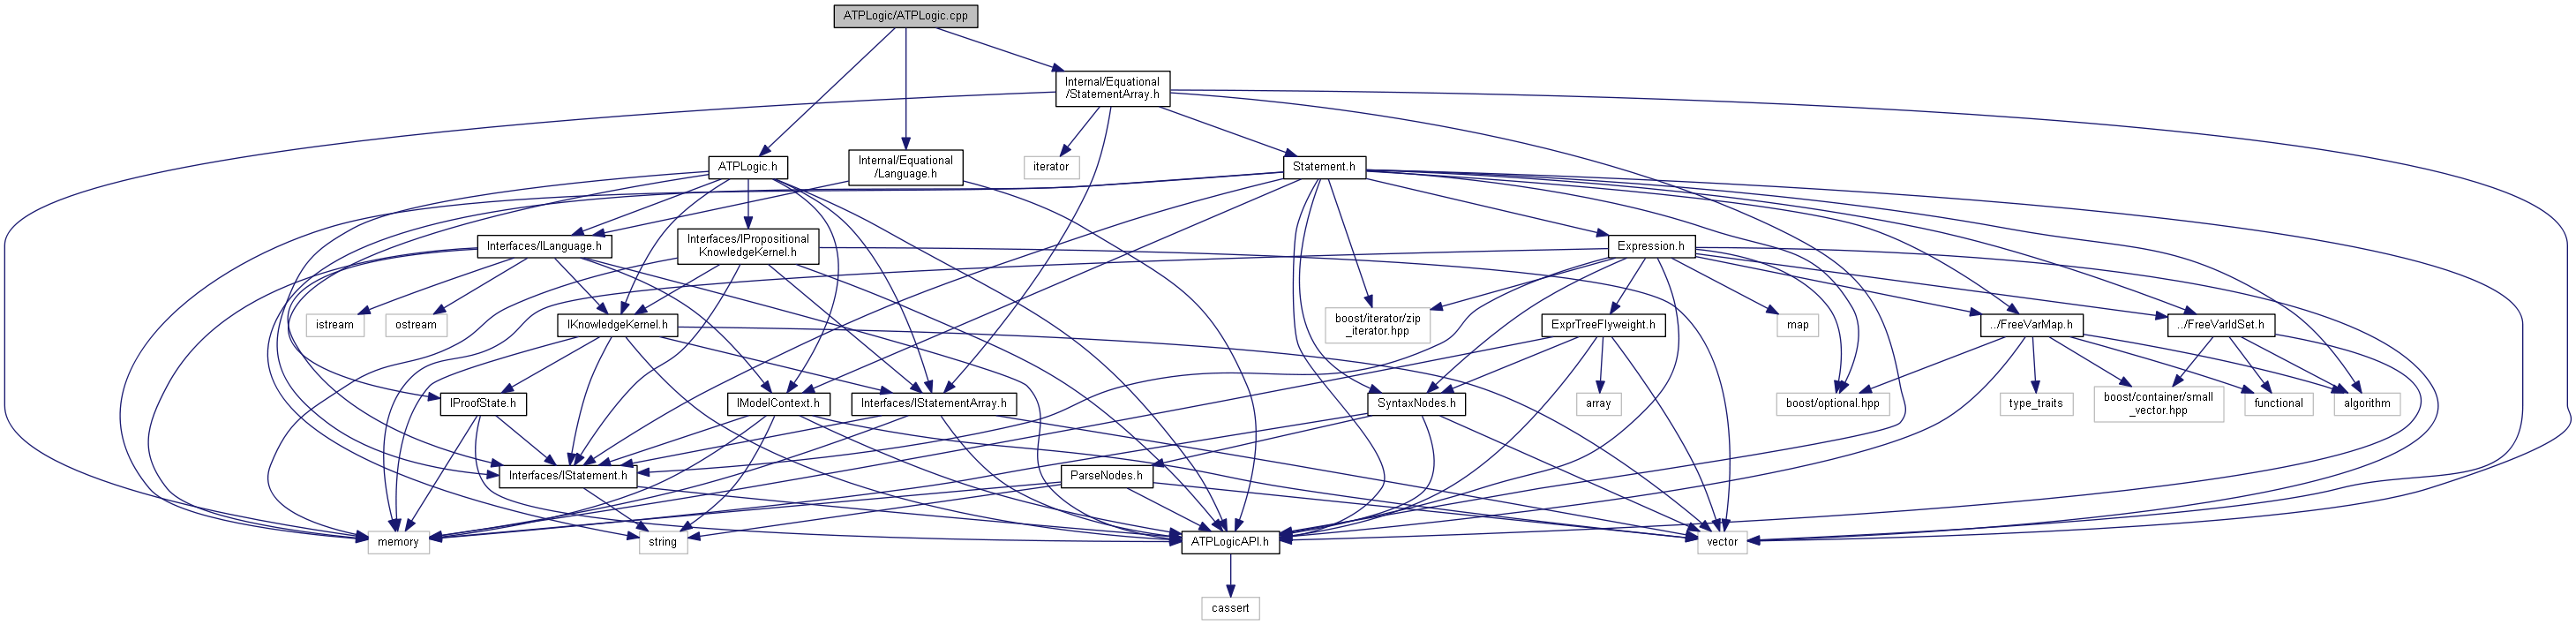 ATPLogic/ATPLogic.cpp
Internal/Equational
/StatementArray.h
ATPLogic.h
Internal/Equational
/Language.h
iterator
Statement.h
Interfaces/ILanguage.h
Interfaces/IPropositional
KnowledgeKernel.h
Expression.h
istream
ostream
IKnowledgeKernel.h
boost/iterator/zip
_iterator.hpp
ExprTreeFlyweight.h
map
../FreeVarMap.h
../FreeVarIdSet.h
IProofState.h
IModelContext.h
Interfaces/IStatementArray.h
SyntaxNodes.h
array
boost/optional.hpp
type_traits
boost/container/small
_vector.hpp
functional
algorithm
Interfaces/IStatement.h
ParseNodes.h
memory
string
ATPLogicAPI.h
vector
cassert